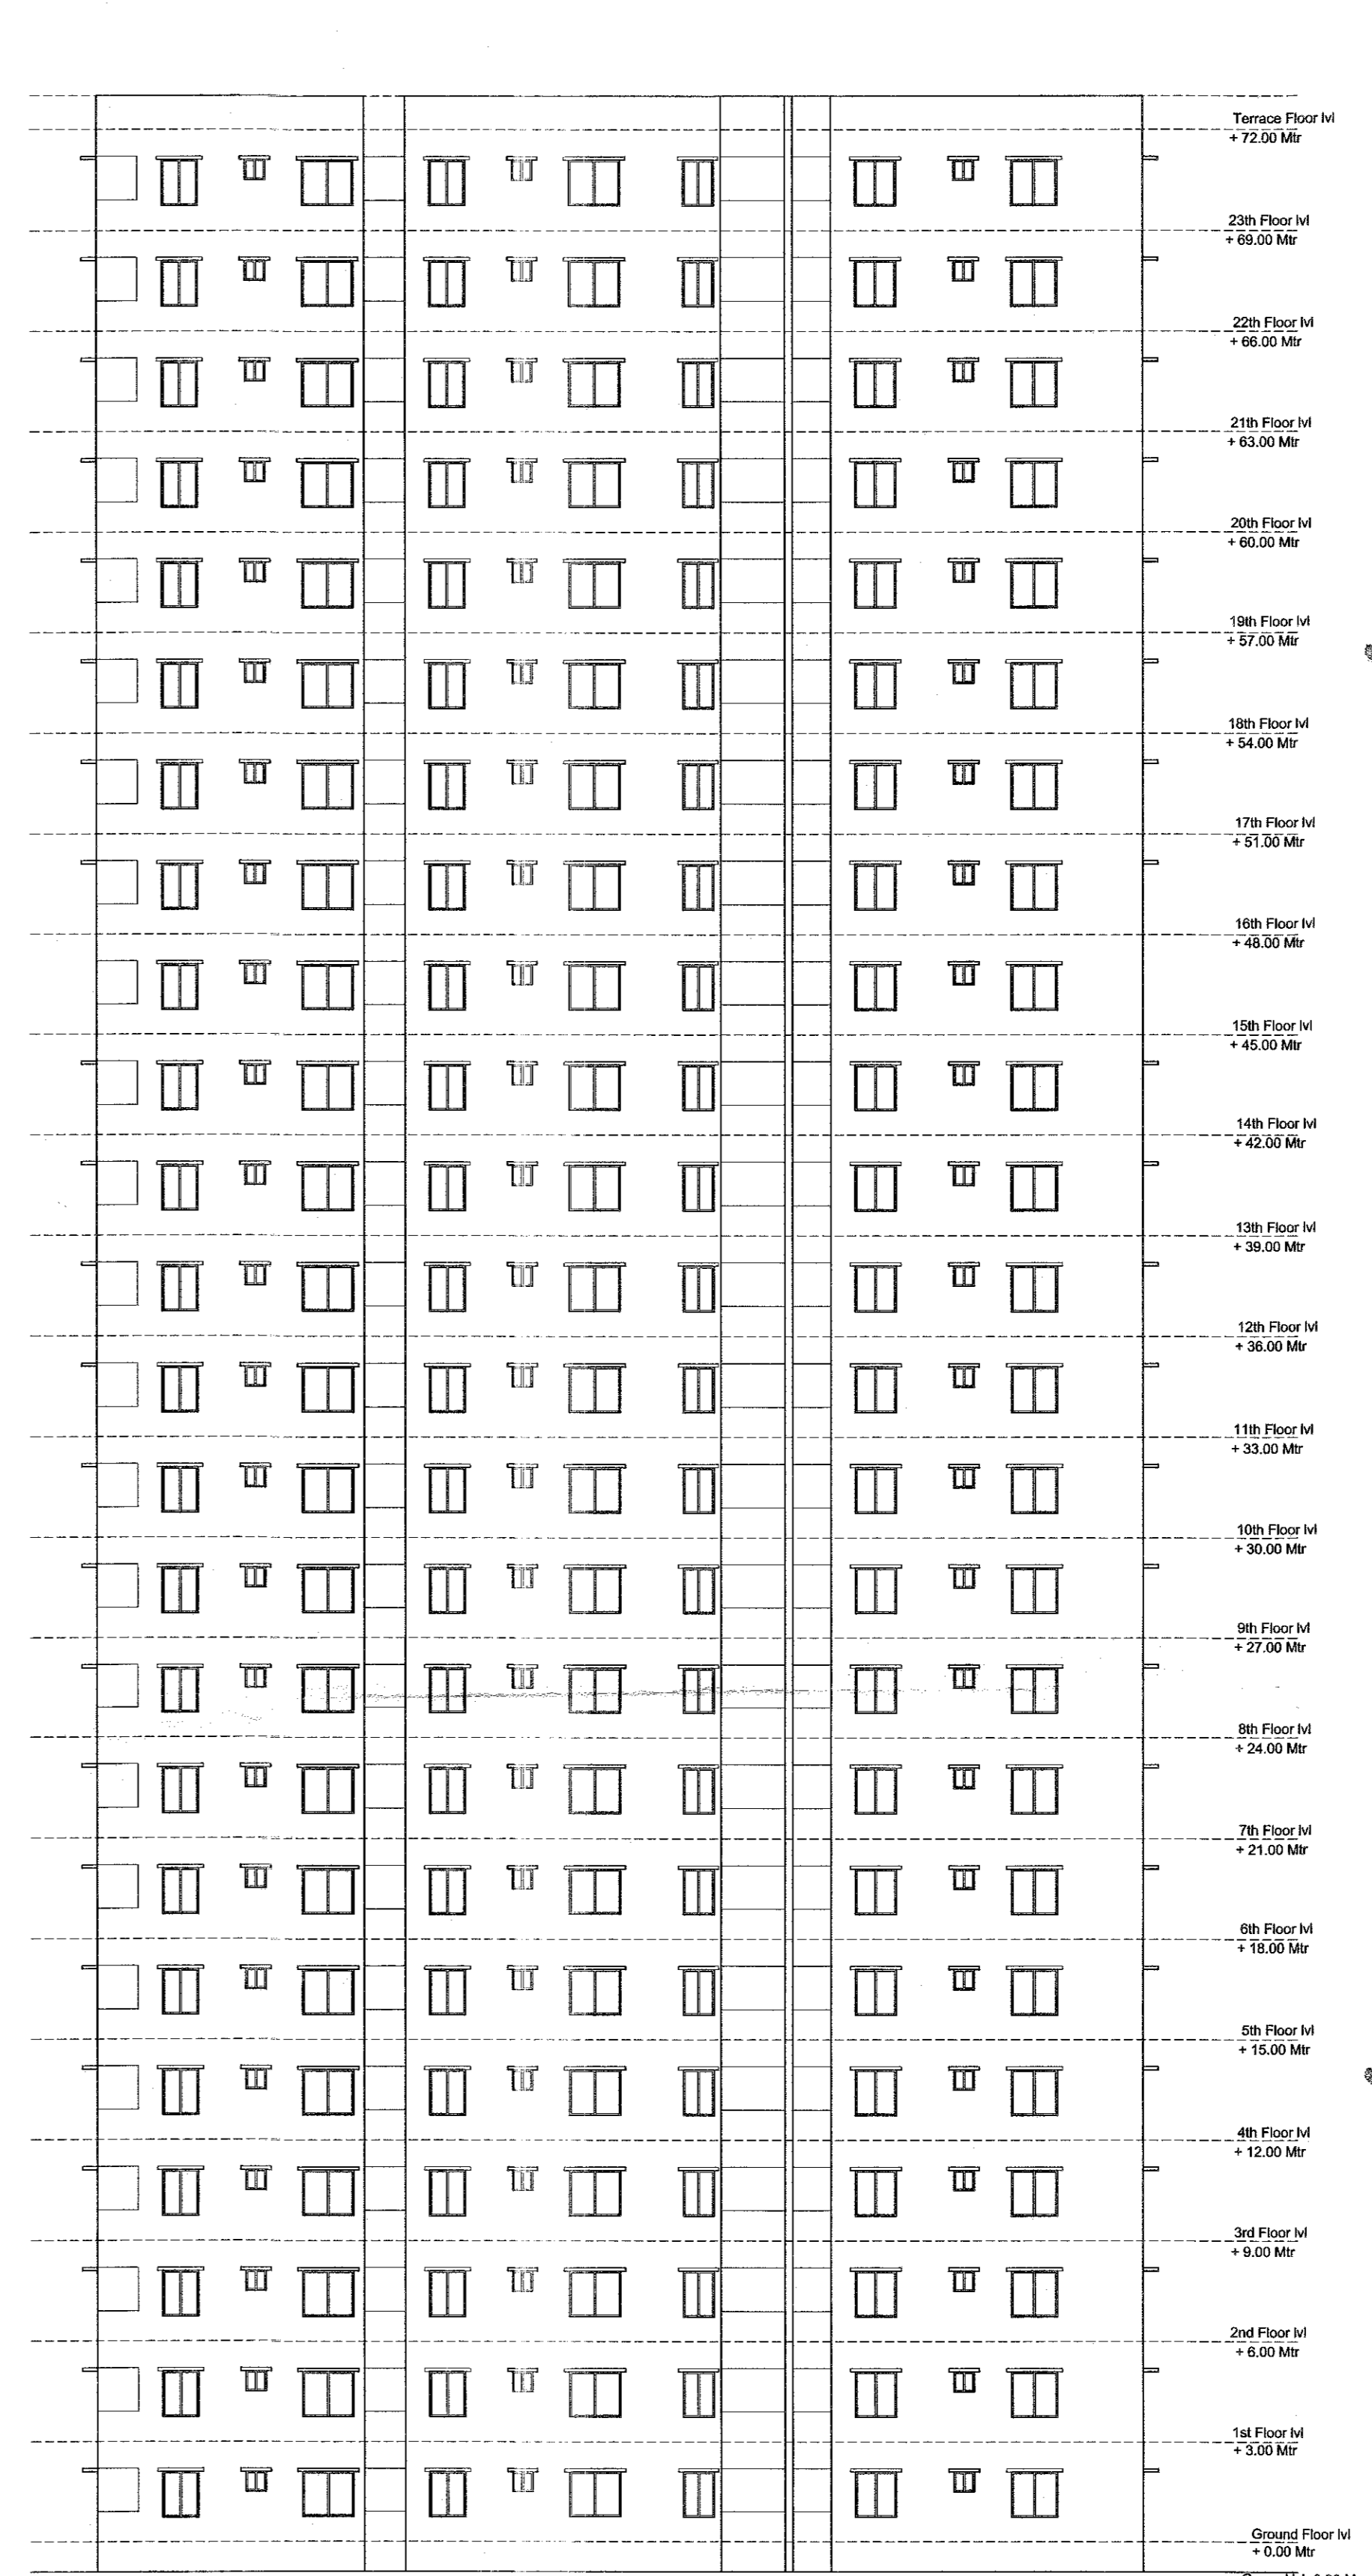 Terrace Floor lvl
+ 72.00 Mtr
23th Floor lvl
+ 69.00 Mtr
22th Floor lvl
+ 66.00 Mtr
21th Floor lvl
+ 63.00 Mtr
20th Floor lvl
+ 60.00 Mtr
19th Floor lvl
+ 57.00 Mtr
18th Floor lvl
+ 54.00 Mtr
17th Floor lvl
+ 51.00 Mtr
16th Floor lvl
+ 48.00 Mtr
15th Floor lvl
+ 45.00 Mtr
14th Floor lvl
+ 42.00 Mtr
13th Floor lvl
+ 39.00 Mtr
12th Floor lvl
+ 36.00 Mtr
11th Floor lvl
+ 33.00 Mtr
10th Floor lvl
+ 30.00 Mtr
9th Floor lvl
+ 27.00 Mtr
8th Floor lvl
+ 24.00 Mtr
7th Floor lvl
+ 21.00 Mtr
6th Floor lvl
+ 18.00 Mtr
5th Floor lvl
+ 15.00 Mtr
4th Floor lvl
+ 12.00 Mtr
3rd Floor lvl
+ 9.00 Mtr
2nd Floor lvl
+ 6.00 Mtr
1st Floor lvl
+ 3.00 Mtr
Ground Floor lvl
+ 0.00 Mtr